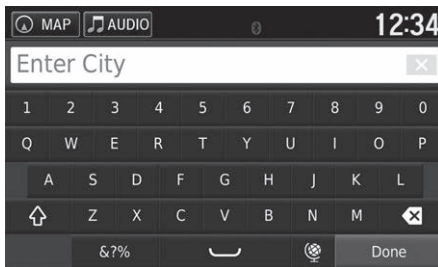 MAP AUDIO 12:34
Enter City
1 2 3 4 5 6 7 8 9 0
Q W E R T Y U I O P
A S D F G H J K L
Z X C V B N M
&?% Done